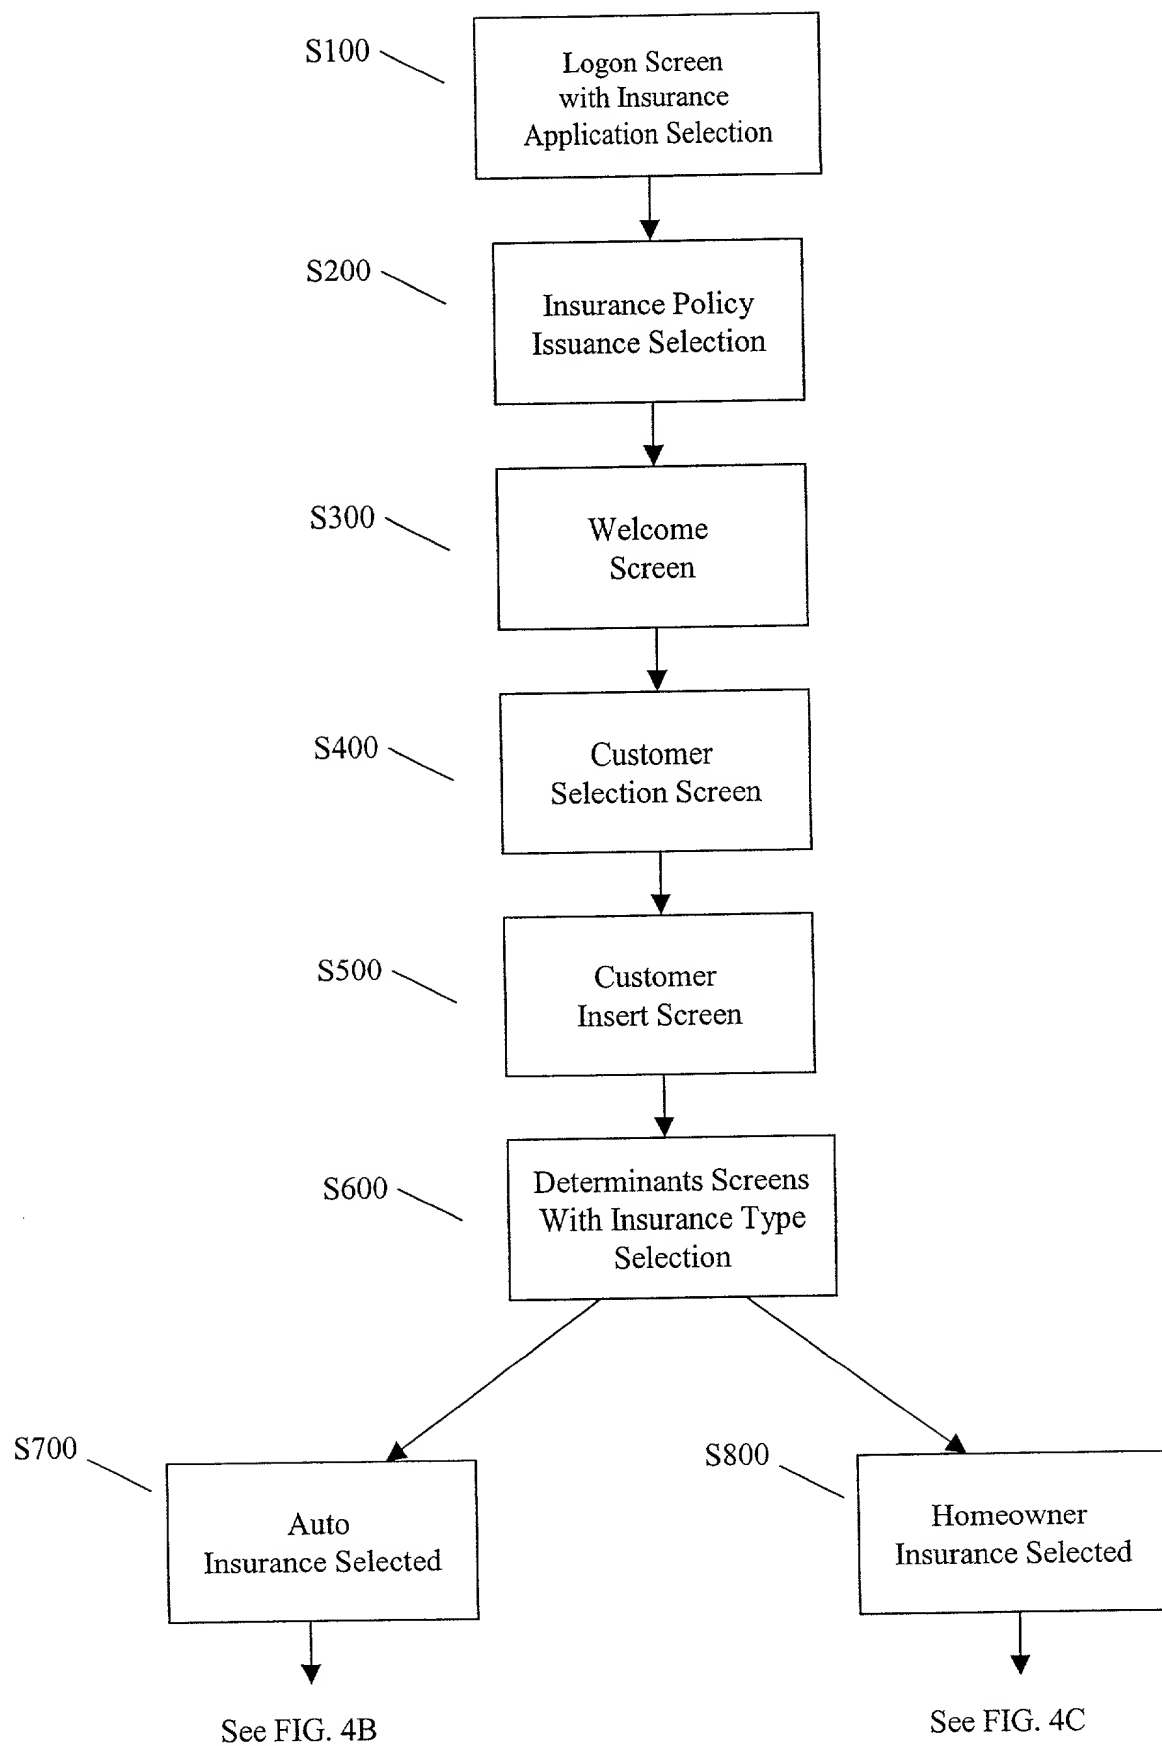 S100
Logon Screen
with Insurance
Application Selection
S200
Insurance Policy
Issuance Selection
S300
Welcome
Screen
S400
Customer
Selection Screen
S500
Customer
Insert Screen
S600
Determinants Screens
With Insurance Type
Selection
S700
Auto
Insurance Selected
See FIG. 4B
S800
Homeowner
Insurance Selected
See FIG. 4C